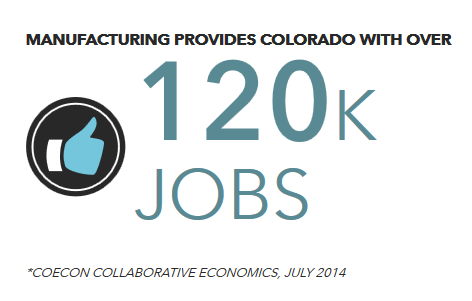 MANUFACTURING PROVIDES COLORADO WITH OVER
120K
JOBS
*COECON COLLABORATIVE ECONOMICS, JULY 2014